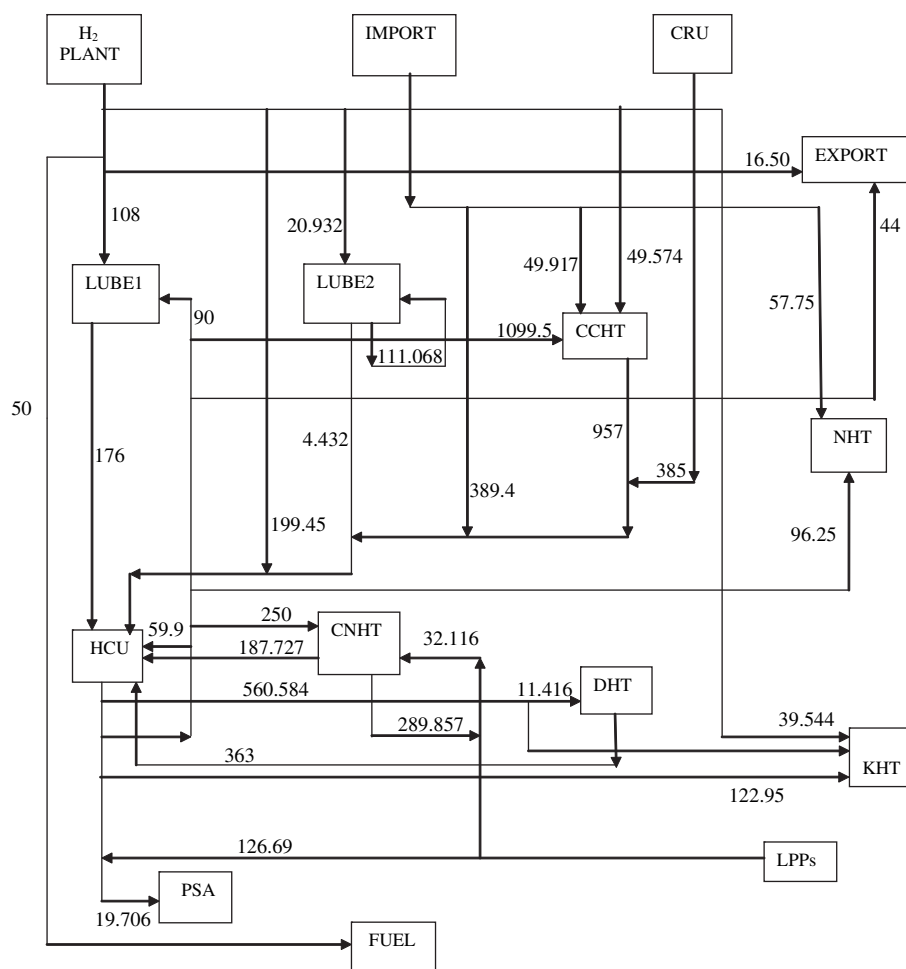 H₂
PLANT
IMPORT
CRU
16.50
EXPORT
108
20.932
44
49.917
49.574
LUBE1
LUBE2
57.75
90
1099.5
CCHT
111.068
50
4.432
957
NHT
176
385
389.4
199.45
96.25
250
59.9
HCU
CNHT
32.116
187.727
560.584
11.416
DHT
289.857
39.544
363
KHT
122.95
126.69
LPPs
PSA
19.706
FUEL